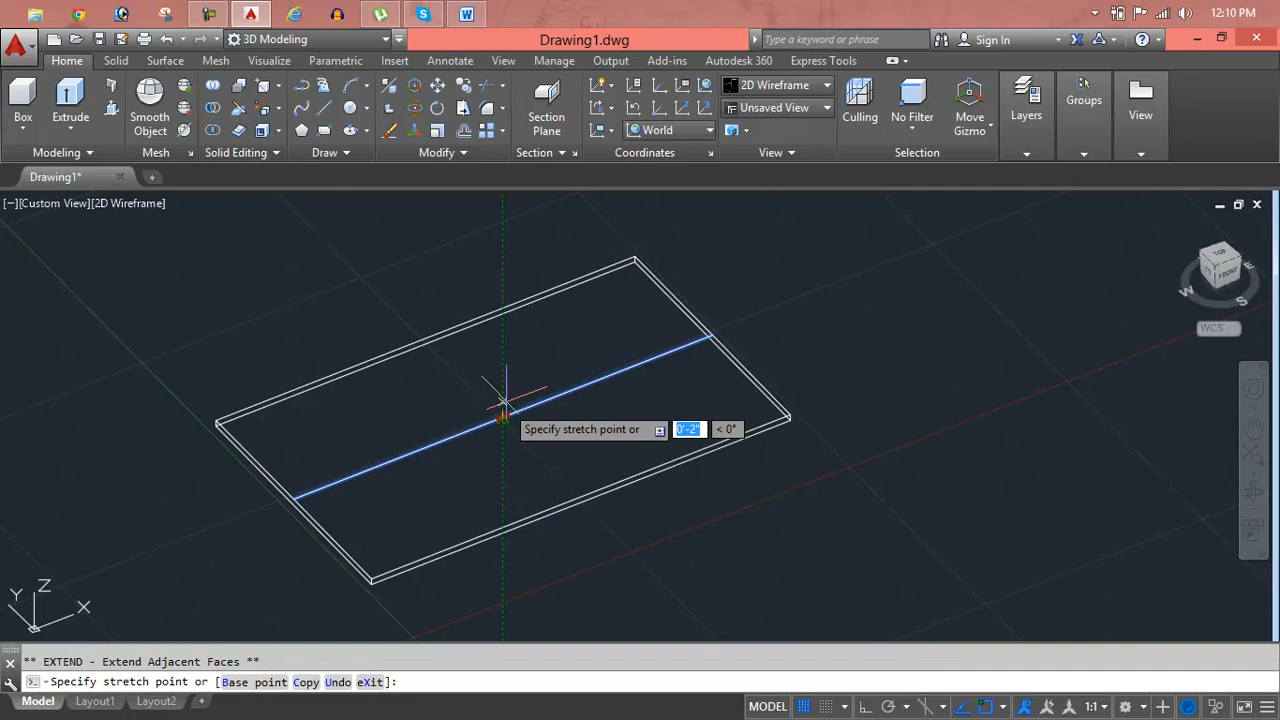 12:10 PM
3D Modeling
Drawing1.dwg
Type a keyword or phrase
Sign In
Home Solid Surface Mesh Visualize Parametric Insert Annotate View Manage Output Add-ins Autodesk 360 Express Tools
Box
Extrude
Smooth Object
Section Plane
2D Wireframe
Unsaved View
World
Culling
No Filter
Move Gizmo
Layers
Groups
View
Modeling Mesh Solid Editing Draw Modify Section Coordinates View Selection
Drawing1*
[−][Custom View][2D Wireframe]
TOP
FRONT
E
W
S
WCS
Specify stretch point or 0'-2" < 0°
Z
Y
X
** EXTEND - Extend Adjacent Faces **
Specify stretch point or [Base point Copy Undo eXit]:
Model Layout1 Layout2
MODEL 1:1